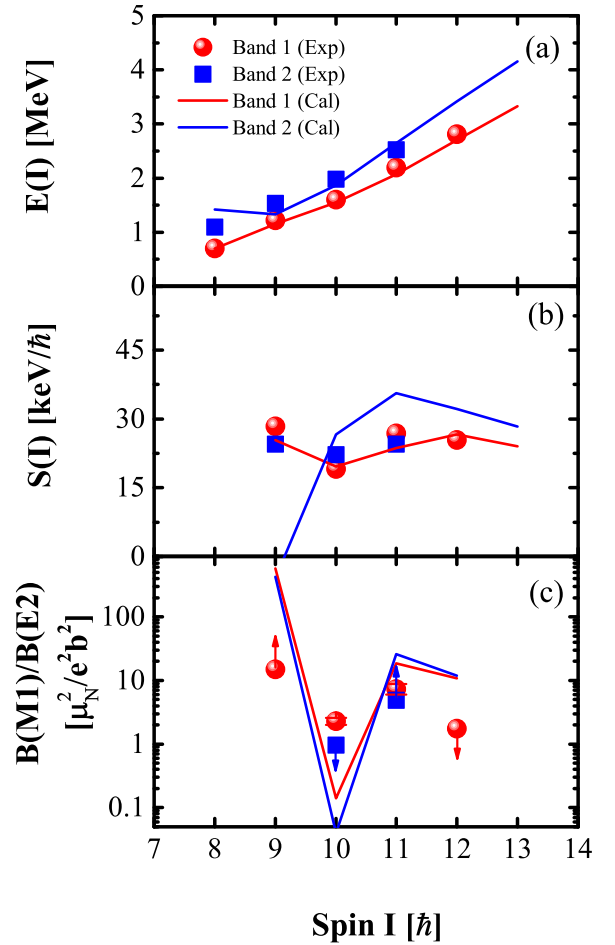 5
4
3
2
1
0
E(I) [MeV]
Band 1 (Exp)
Band 2 (Exp)
Band 1 (Cal)
Band 2 (Cal)
(a)
45
30
15
0
S(I) [keV/ħ]
(b)
100
10
1
0.1
B(M1)/B(E2)
[μ²_N/e²b²]
(c)
7 8 9 10 11 12 13 14
Spin I [ħ]